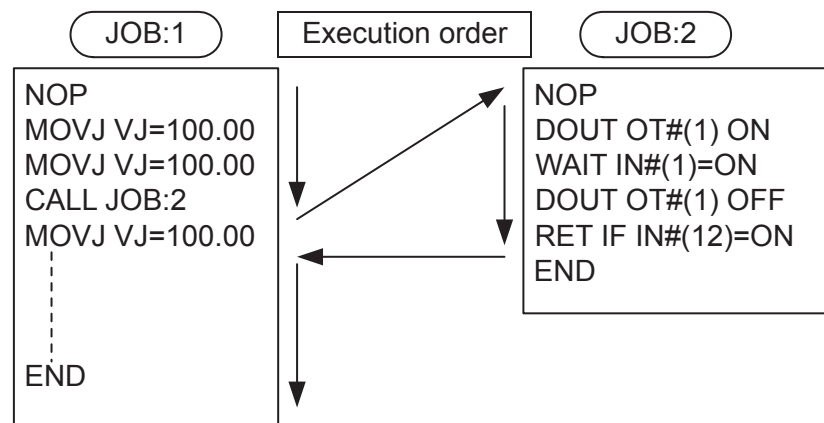 JOB:1
Execution order
JOB:2
NOP
MOVJ VJ=100.00
MOVJ VJ=100.00
CALL JOB:2
MOVJ VJ=100.00
END
NOP
DOUT OT#(1) ON
WAIT IN#(1)=ON
DOUT OT#(1) OFF
RET IF IN#(12)=ON
END